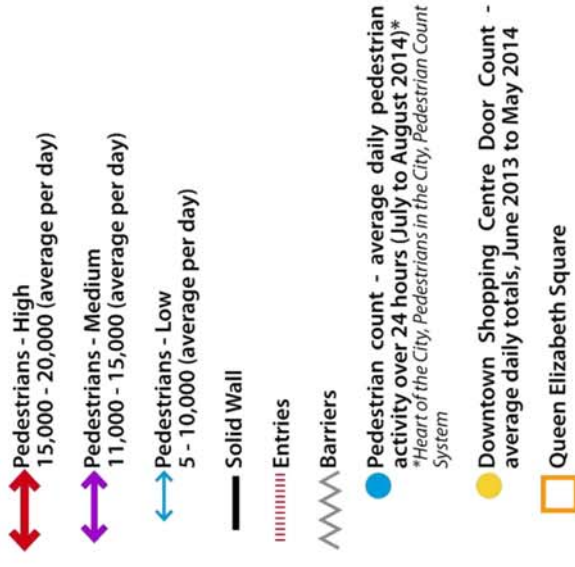 Pedestrians - High
15,000 - 20,000 (average per day)
Pedestrians - Medium
11,000 - 15,000 (average per day)
Pedestrians - Low
5 - 10,000 (average per day)
Solid Wall
Entries
Barriers
Pedestrian count - average daily pedestrian
activity over 24 hours (July to August 2014)*
*Heart of the City, Pedestrians in the City, Pedestrian Count
System
Downtown Shopping Centre Door Count -
average daily totals, June 2013 to May 2014
Queen Elizabeth Square